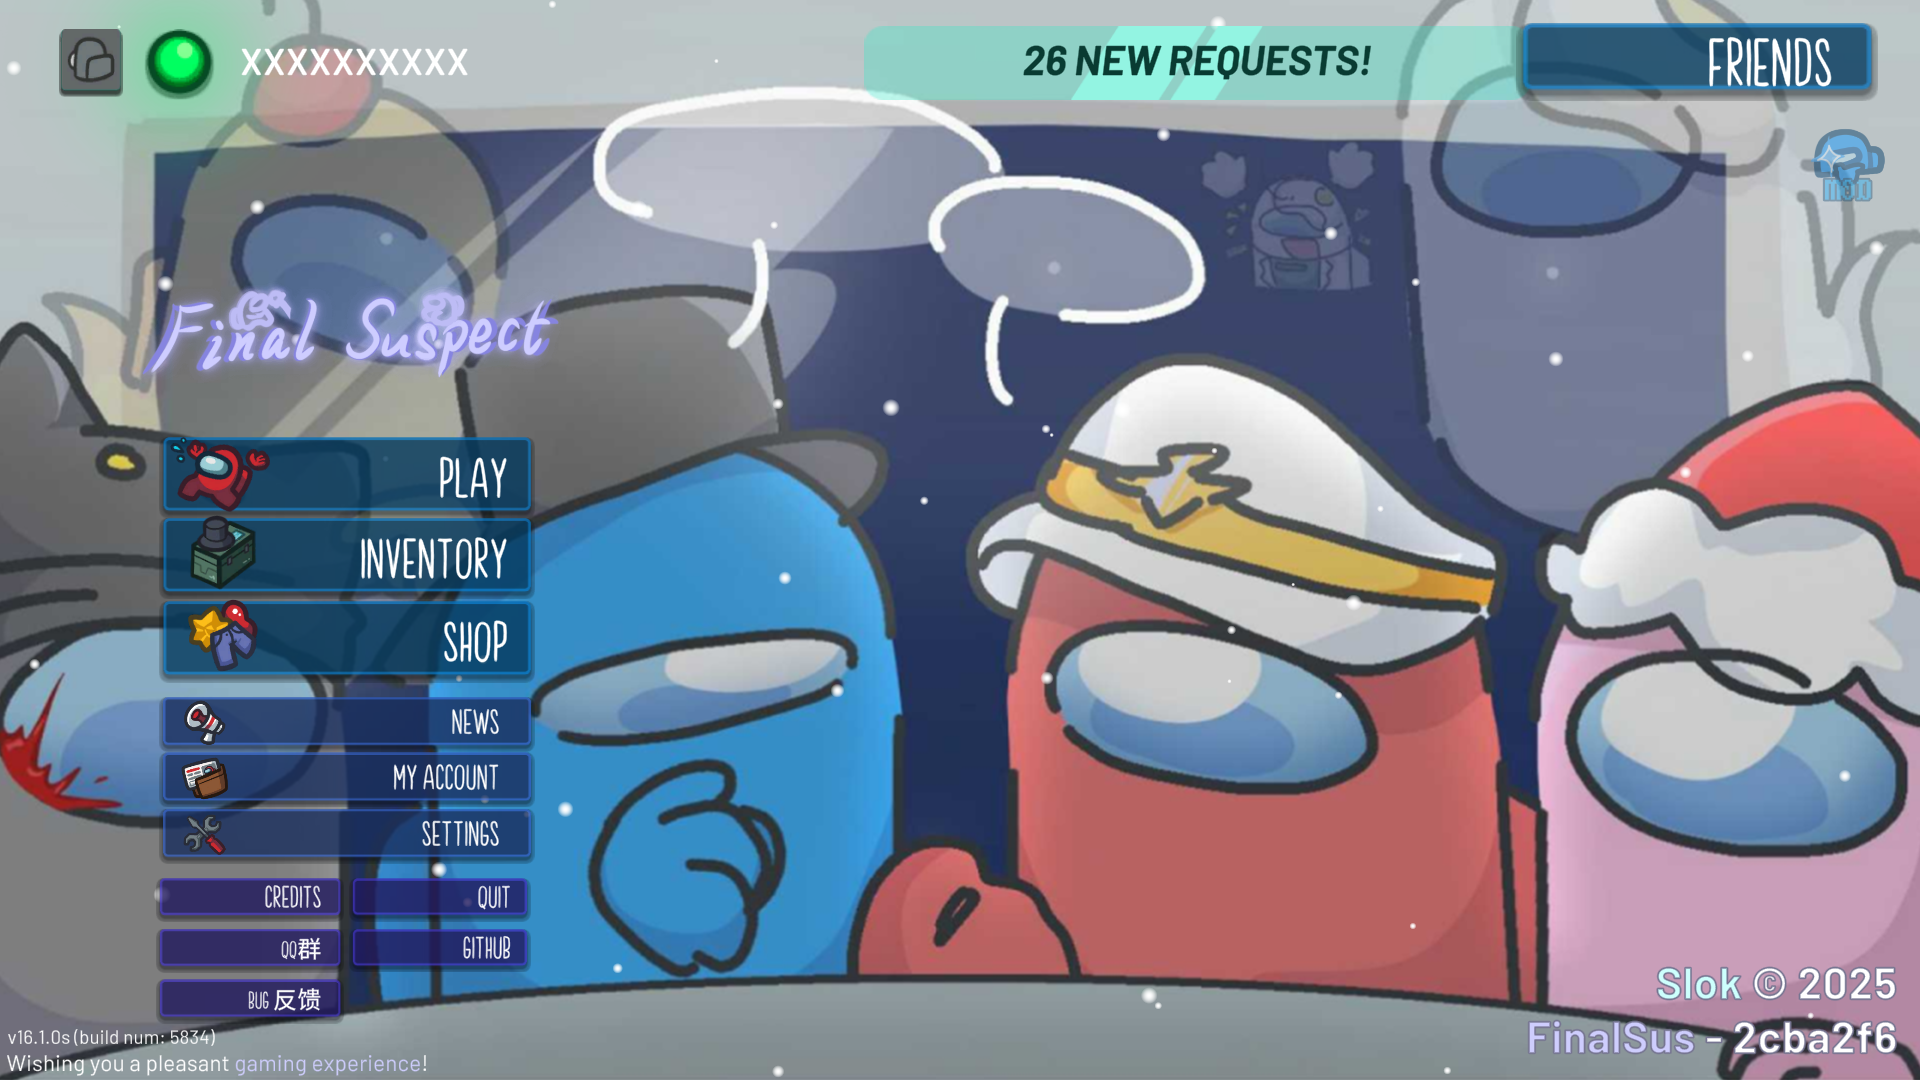 XXXXXXXXXX
26 NEW REQUESTS!
FRIENDS
MOD
Final Suspect
PLAY
INVENTORY
SHOP
NEWS
MY ACCOUNT
SETTINGS
CREDITS
QUIT
QQ群
GITHUB
BUG 反馈
Slok © 2025
v16.1.0s (build num: 5834)
FinalSus - 2cba2f6
Wishing you a pleasant gaming experience!